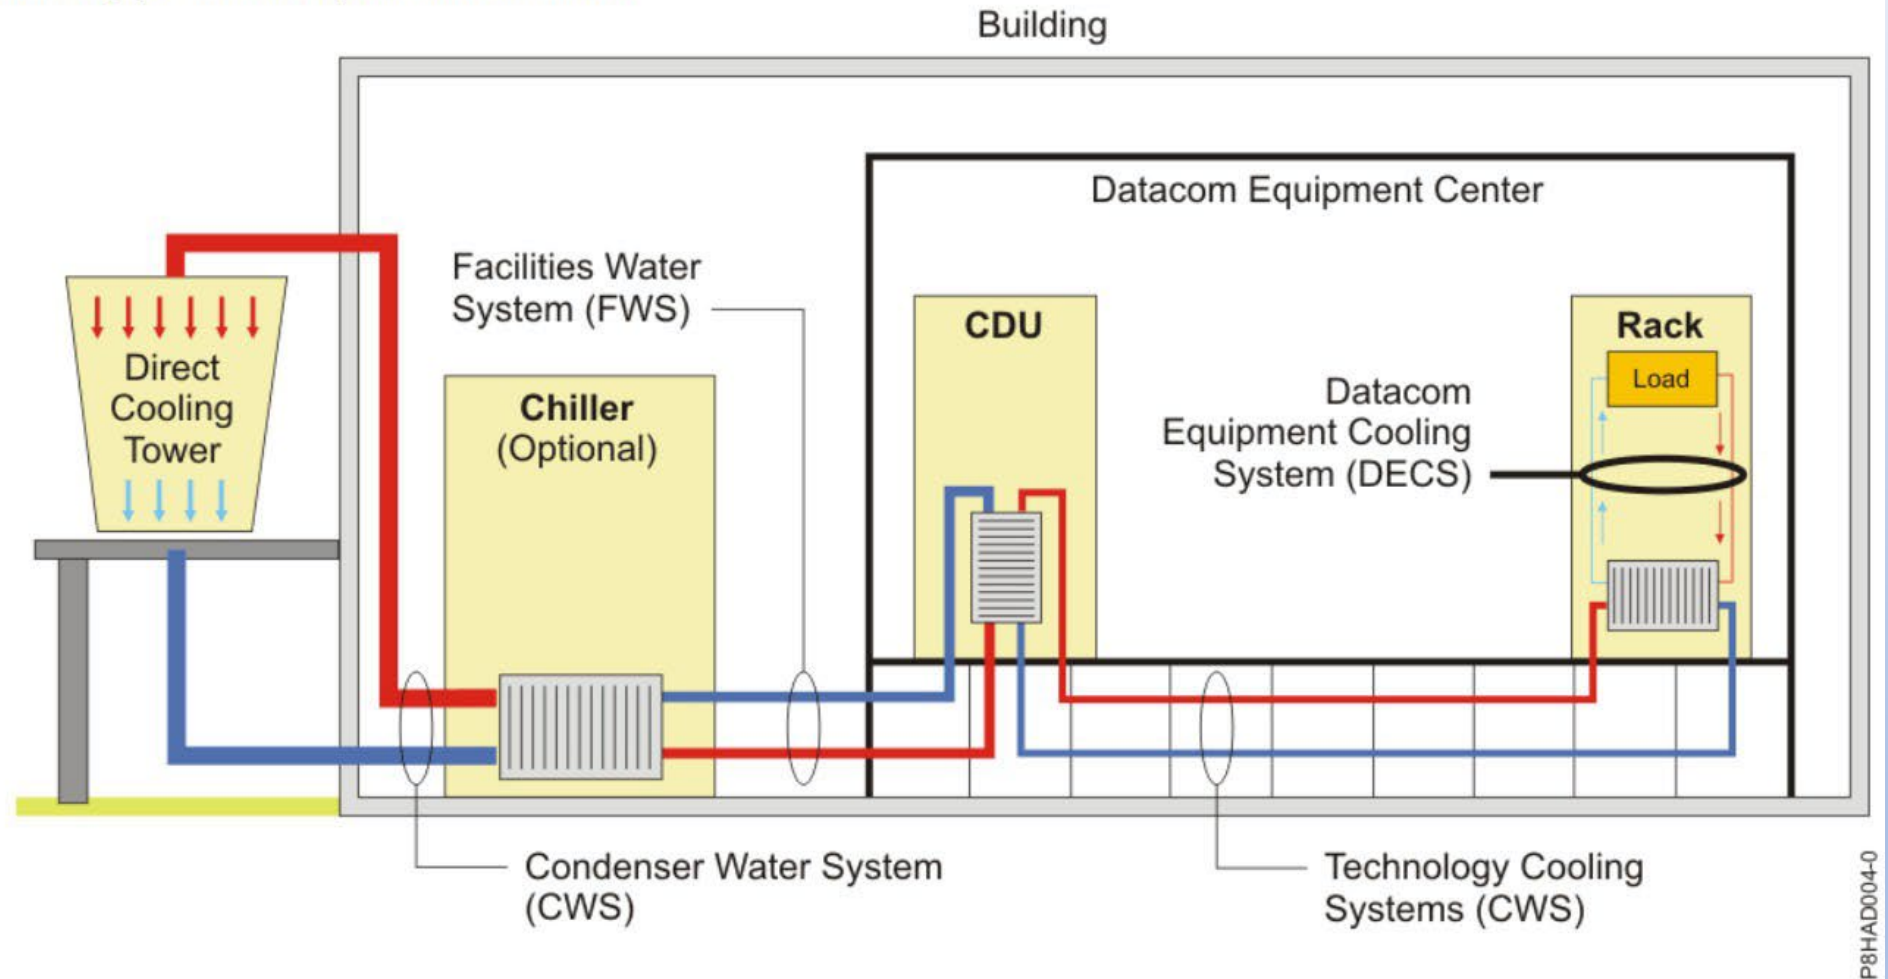 Building
Datacom Equipment Center
Facilities Water
System (FWS)
CDU
Rack
Load
Direct
Cooling
Tower
Chiller
(Optional)
Datacom
Equipment Cooling
System (DECS)
Condenser Water System
(CWS)
Technology Cooling
Systems (CWS)
P8HAD004-0